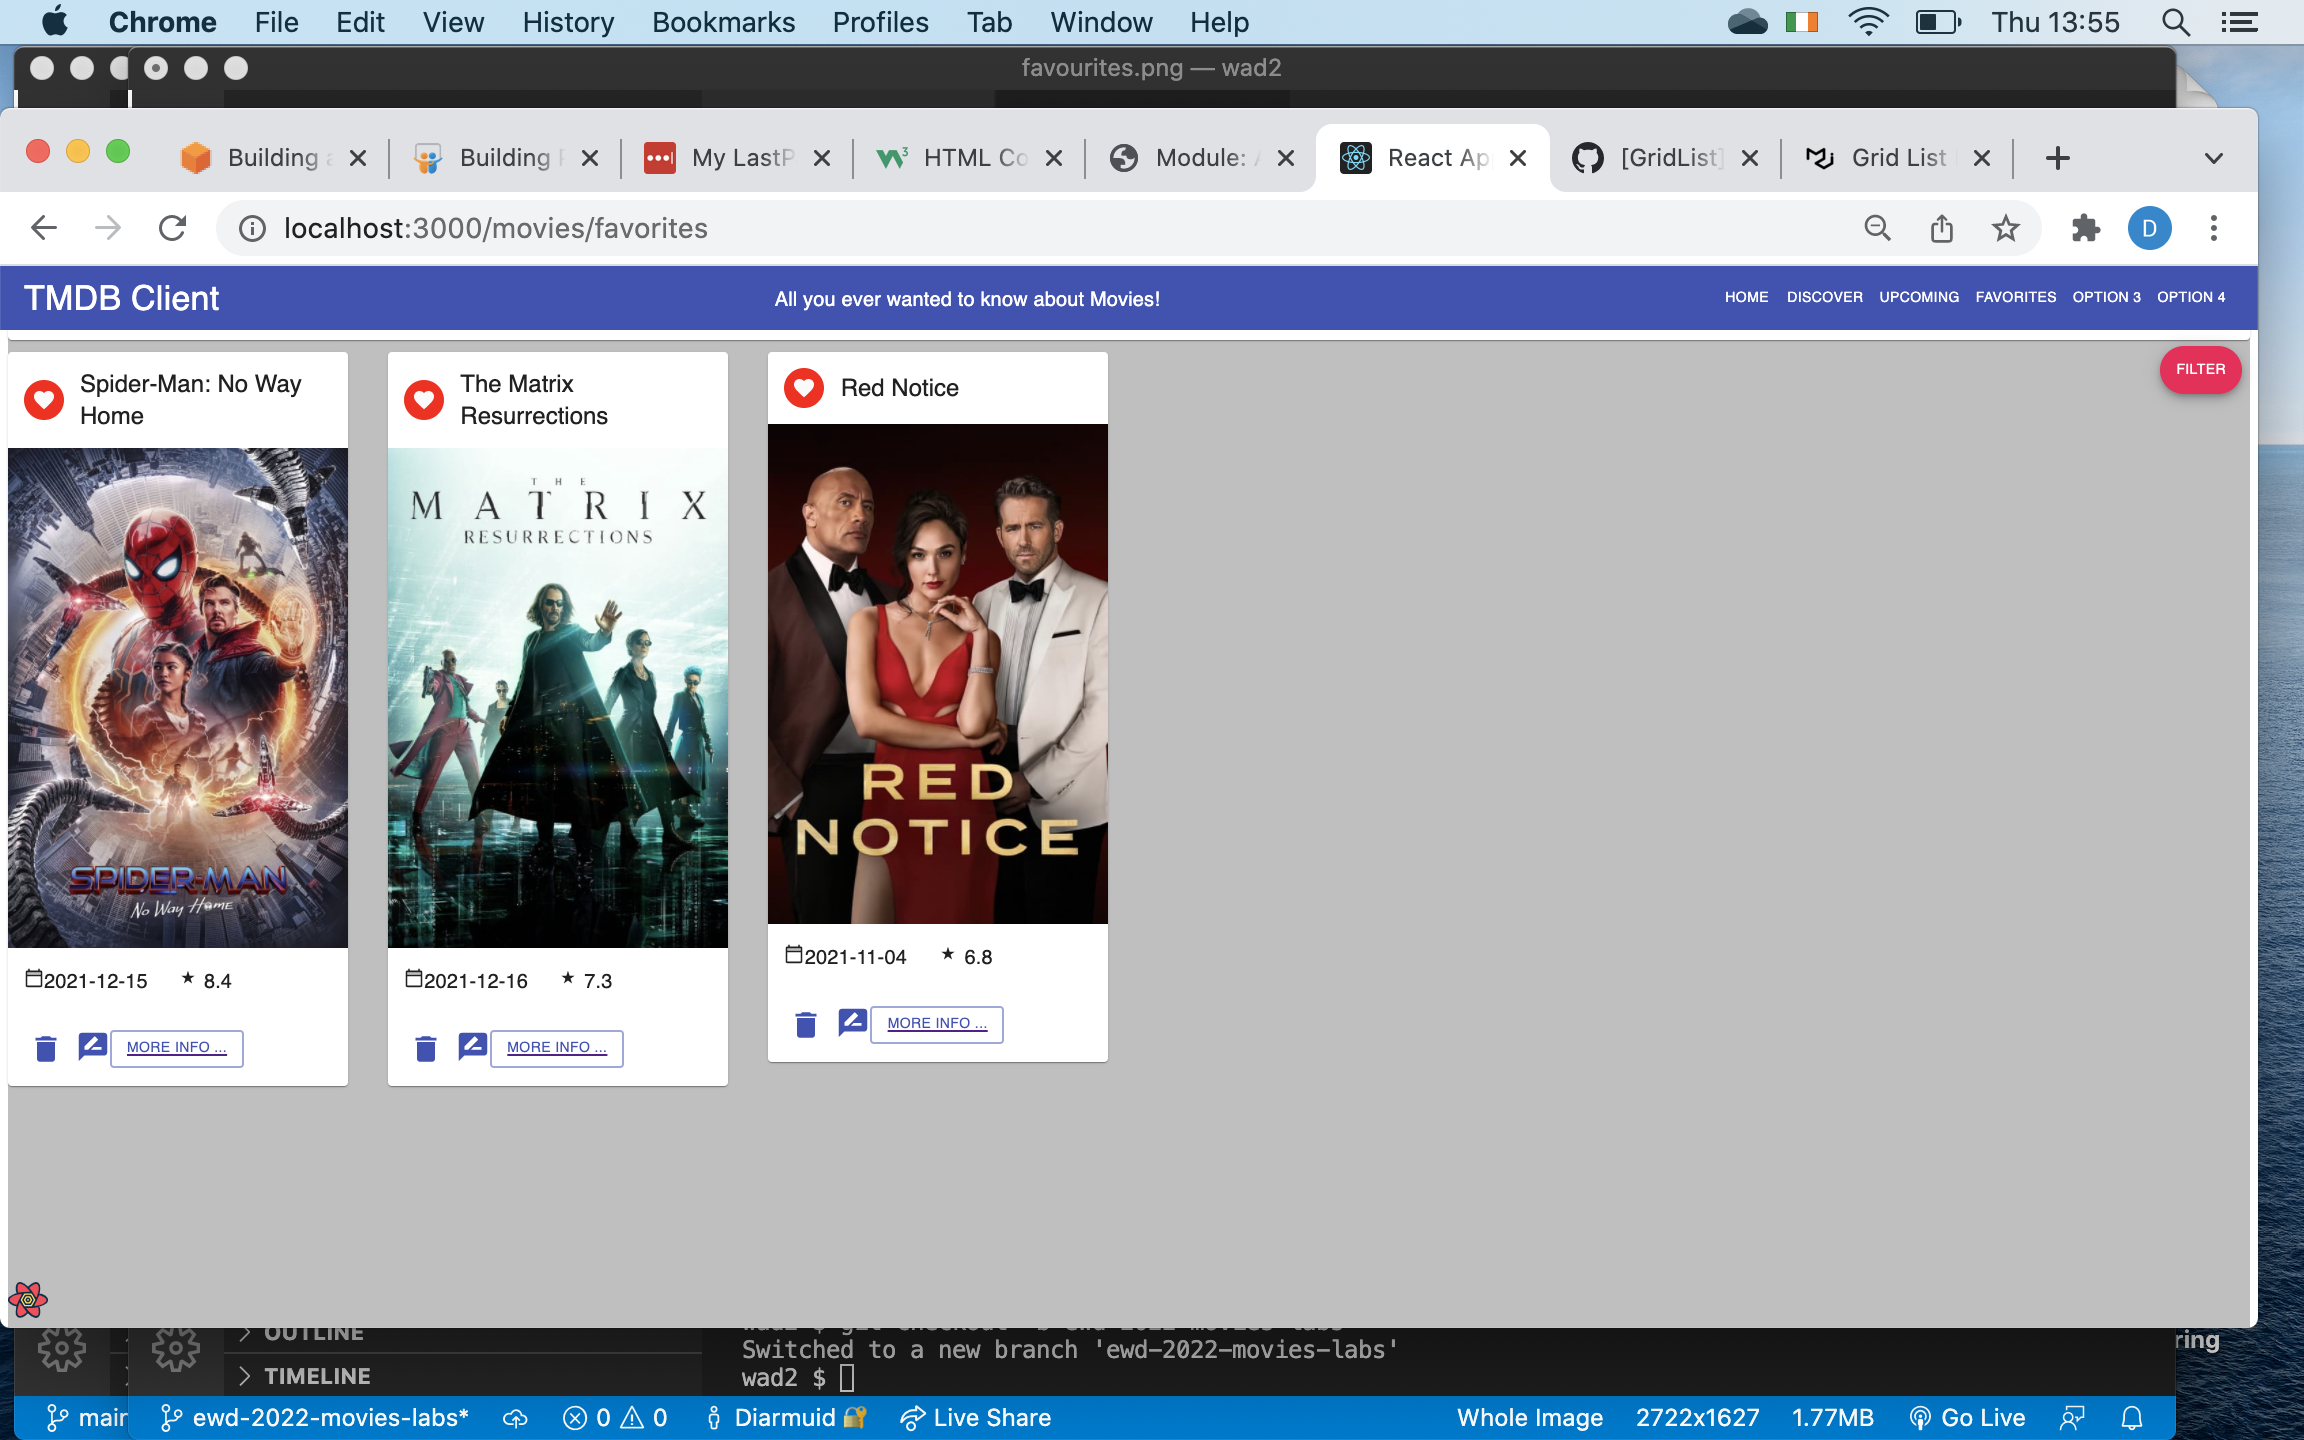 Chrome File Edit View History Bookmarks Profiles Tab Window Help Thu 13:55
favourites.png — wad2
Building a Building My LastP HTML Co Module: React Ap [GridList] Grid List
localhost:3000/movies/favorites D
TMDB Client All you ever wanted to know about Movies! HOME DISCOVER UPCOMING FAVORITES OPTION 3 OPTION 4
FILTER
Spider-Man: No Way
Home
SPIDER-MAN
No Way Home
2021-12-15 8.4
MORE INFO ...
The Matrix
Resurrections
THE
MATRIX
RESURRECTIONS
2021-12-16 7.3
MORE INFO ...
Red Notice
RED
NOTICE
2021-11-04 6.8
MORE INFO ...
OUTLINE
TIMELINE
Switched to a new branch 'ewd-2022-movies-labs'
wad2 $
ring
main ewd-2022-movies-labs* 0 0 Diarmuid Live Share Whole Image 2722x1627 1.77MB Go Live